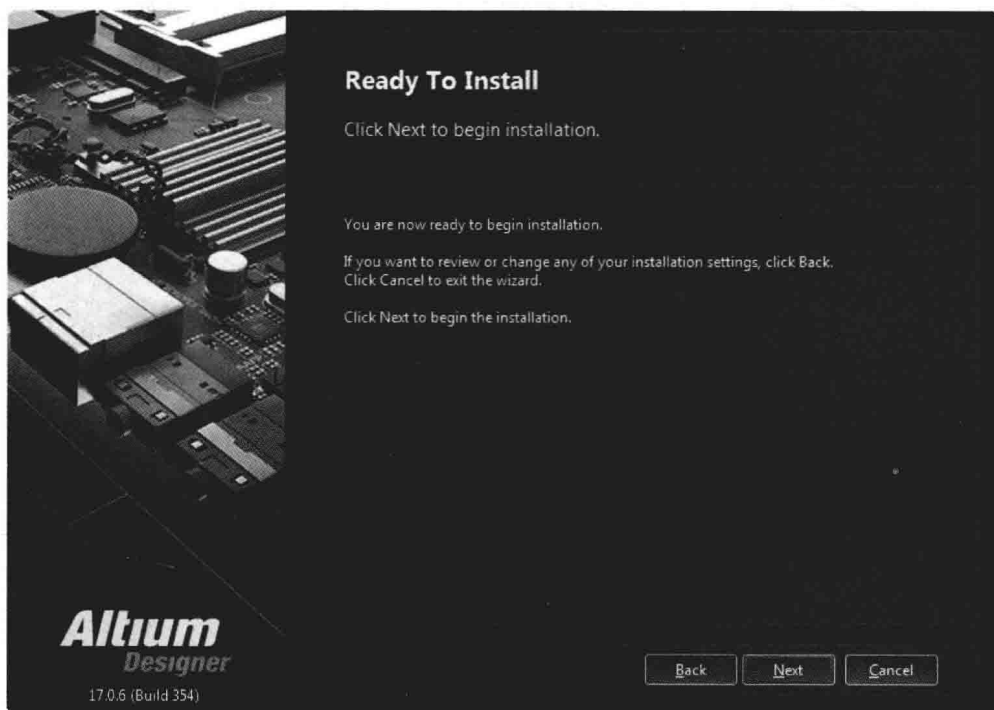 Ready To Install
Click Next to begin installation.
You are now ready to begin installation.
If you want to review or change any of your installation settings, click Back.
Click Cancel to exit the wizard.
Click Next to begin the installation.
Altium
Designer
17.0.6 (Build 354)
Back
Next
Cancel